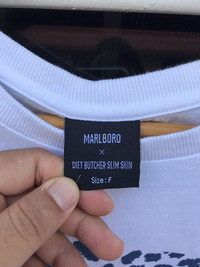 MARLBORO
×
DIET BUTCHER SLIM SKIN
Size: F